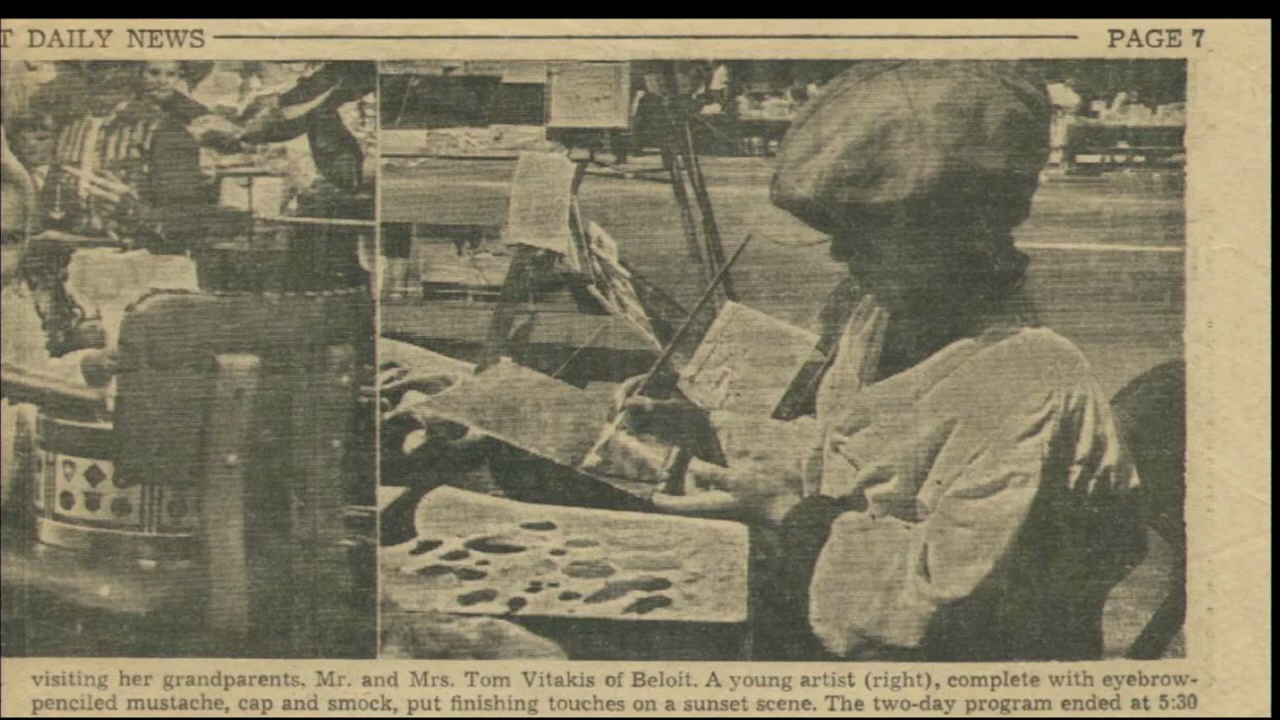 T DAILY NEWS
PAGE 7
visiting her grandparents, Mr. and Mrs. Tom Vitakis of Beloit. A young artist (right), complete with eyebrow-
penciled mustache, cap and smock, put finishing touches on a sunset scene. The two-day program ended at 5:30